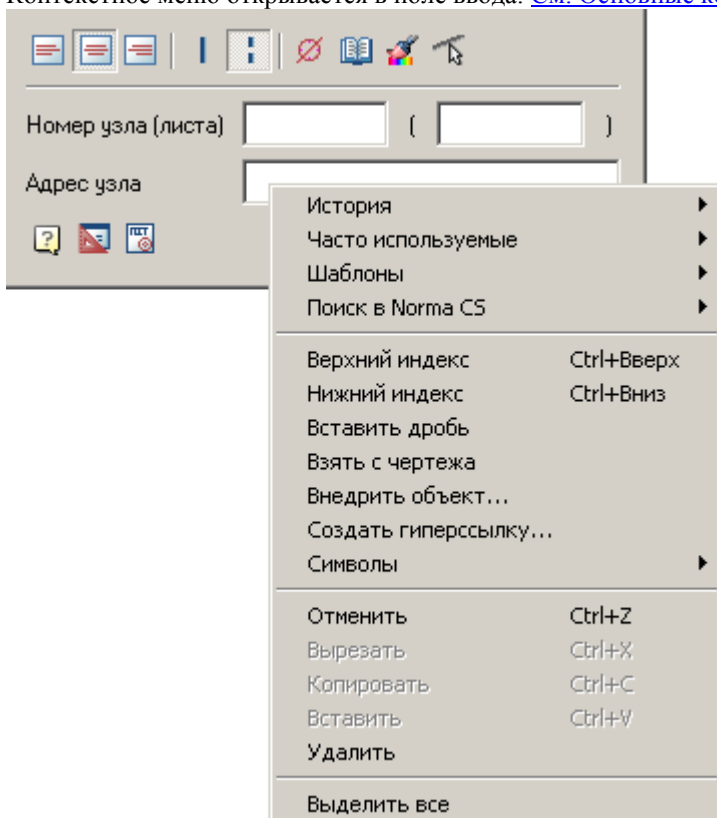 Контекстное меню открывается в поле ввода. См. Основные
Номер узла (листа) ( )
Адрес узла
История
Часто используемые
Шаблоны
Поиск в Norma CS
Верхний индекс Ctrl+Вверх
Нижний индекс Ctrl+Вниз
Вставить дробь
Взять с чертежа
Внедрить объект...
Создать гиперссылку...
Символы
Отменить Ctrl+Z
Вырезать Ctrl+X
Копировать Ctrl+C
Вставить Ctrl+V
Удалить
Выделить все